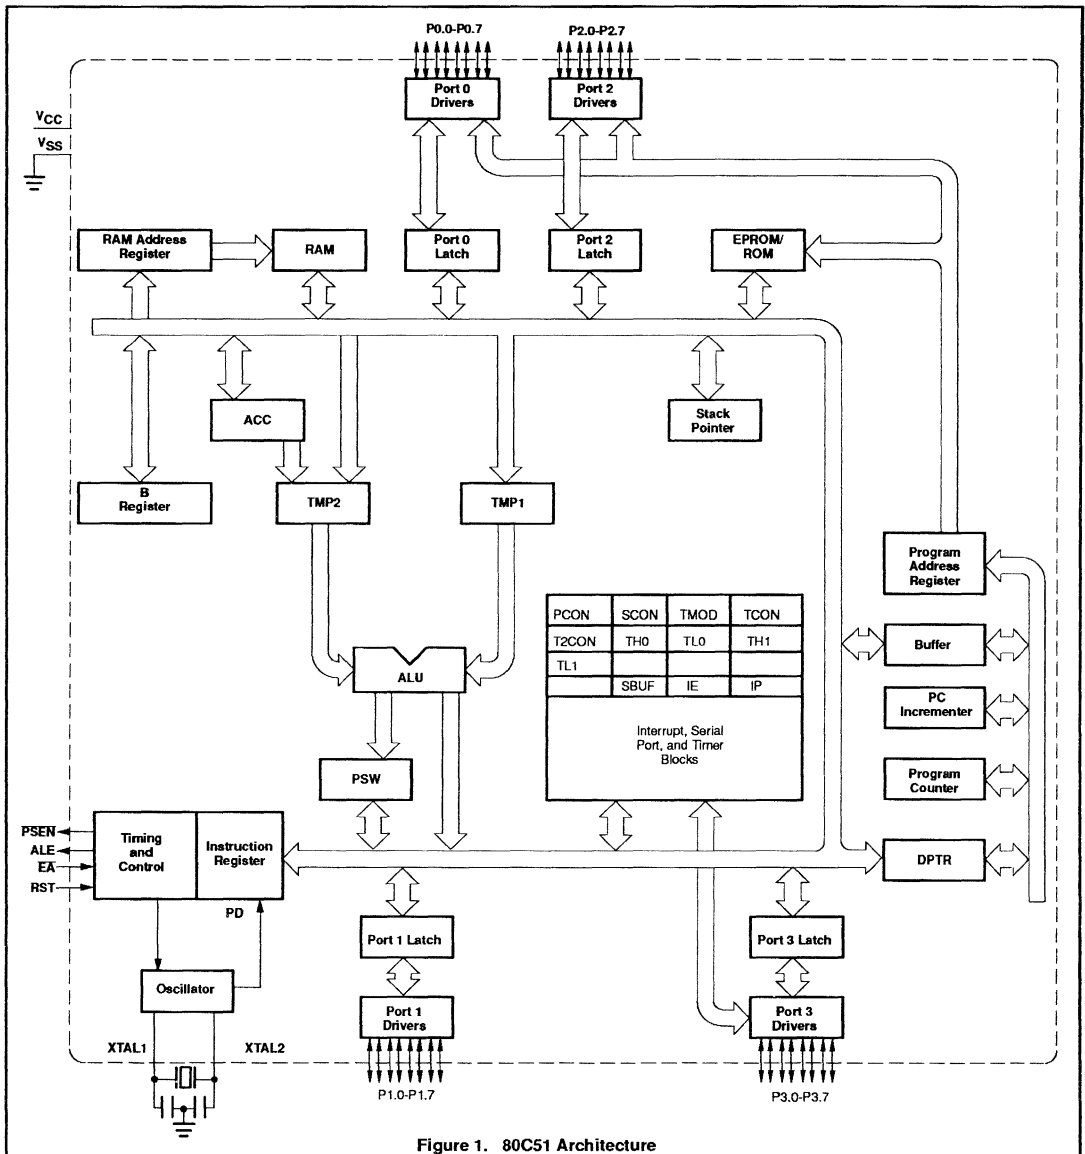 P0.0-P0.7
P2.0-P2.7
Port 0
Drivers
Port 2
Drivers
VCC
VSS
RAM Address
Register
RAM
Port 0
Latch
Port 2
Latch
EPROM/
ROM
ACC
Stack
Pointer
B
Register
TMP2
TMP1
Program
Address
Register
PCON SCON TMOD TCON
T2CON TH0 TL0 TH1
TL1
SBUF IE IP
Interrupt, Serial
Port, and Timer
Blocks
Buffer
ALU
PC
Incrementer
PSW
Program
Counter
PSEN
ALE
EA
RST
Timing
and
Control
Instruction
Register
DPTR
PD
Port 1 Latch
Port 3 Latch
Oscillator
Port 1
Drivers
Port 3
Drivers
XTAL1
XTAL2
P1.0-P1.7
P3.0-P3.7
Figure 1. 80C51 Architecture